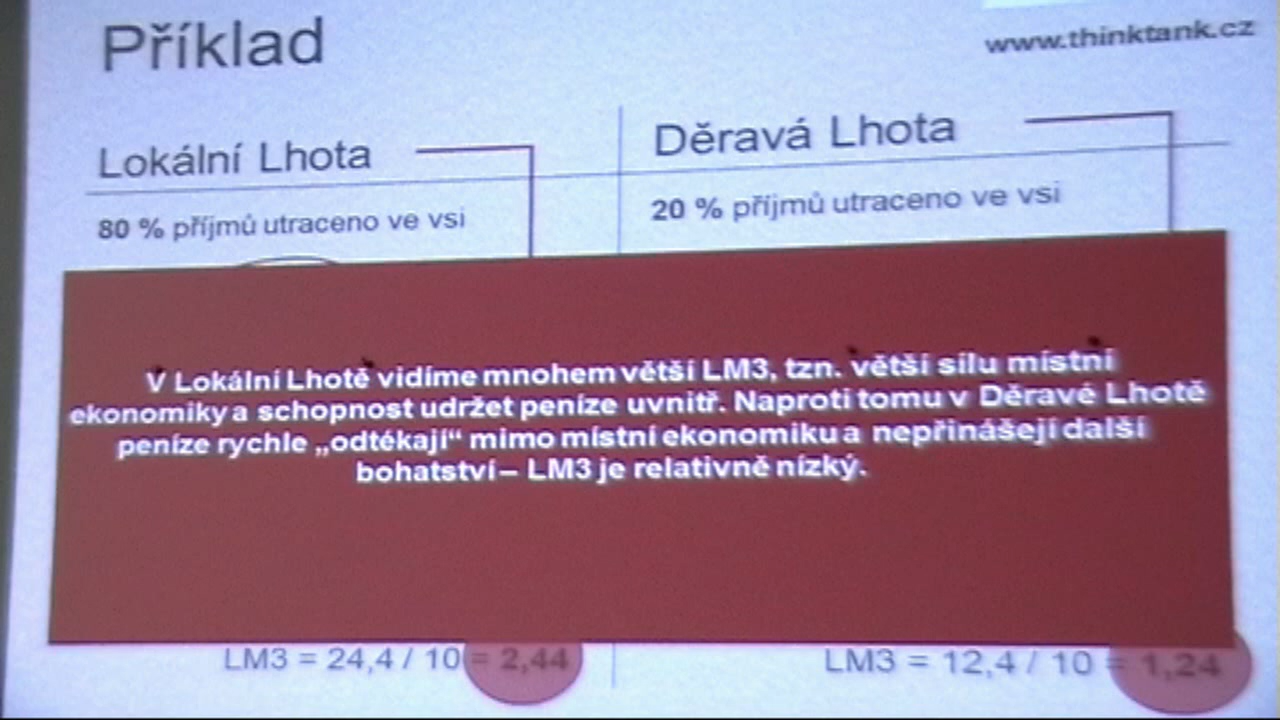 Příklad
www.thinktank.cz
Lokální Lhota
80 % příjmů utraceno ve vsi
Děravá Lhota
20 % příjmů utraceno ve vsi
V Lokální Lhotě vidíme mnohem větší LM3, tzn. větší sílu místní
ekonomiky a schopnost udržet peníze uvnitř. Naproti tomu v Děravé Lhotě
peníze rychle „odtékají“ mimo místní ekonomiku a nepřinášejí další
bohatství – LM3 je relativně nízký.
LM3 = 24,4 / 10 = 2,44
LM3 = 12,4 / 10 = 1,24